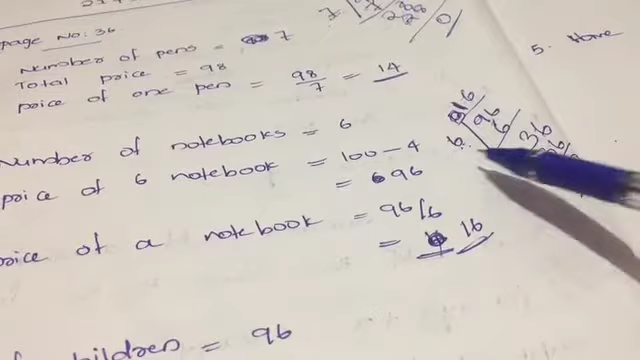 page No: 36
Number of pens = 7
Total price = 98
price of one pen = 98/7 = 14
Number of notebooks = 6
price of 6 notebook = 100-4
= 96
price of a notebook = 96/6
= 16
children = 96
5. Have